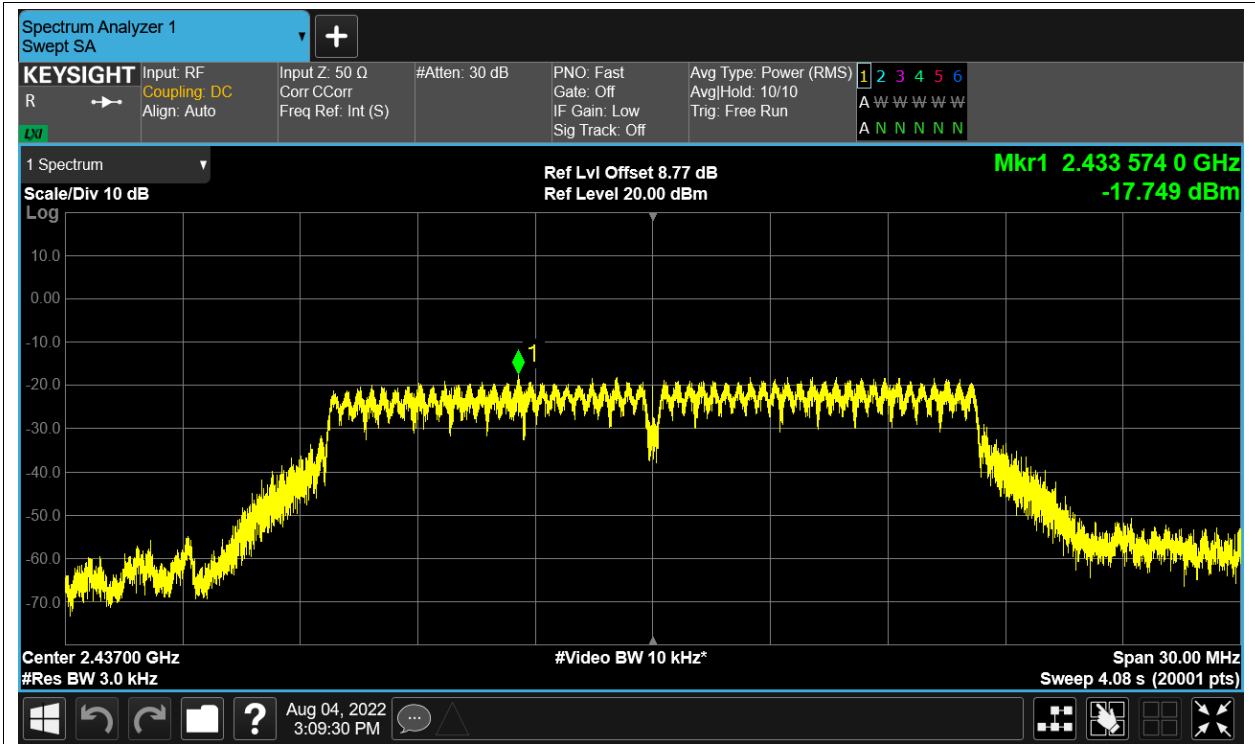 Spectrum Analyzer 1
Swept SA
KEYSIGHT
R
LXI
Input: RF
Coupling: DC
Align: Auto
Input Z: 50 Ω
Corr CCorr
Freq Ref: Int (S)
#Atten: 30 dB
PNO: Fast
Gate: Off
IF Gain: Low
Sig Track: Off
Avg Type: Power (RMS)
Avg|Hold: 10/10
Trig: Free Run
1 2 3 4 5 6
A W W W W W
A N N N N N
1 Spectrum
Scale/Div 10 dB
Log
Ref Lvl Offset 8.77 dB
Ref Level 20.00 dBm
Mkr1 2.433 574 0 GHz
-17.749 dBm
10.0
0.00
-10.0
1
-20.0
-30.0
-40.0
-50.0
-60.0
-70.0
Center 2.43700 GHz
#Res BW 3.0 kHz
#Video BW 10 kHz*
Span 30.00 MHz
Sweep 4.08 s (20001 pts)
?
Aug 04, 2022
3:09:30 PM